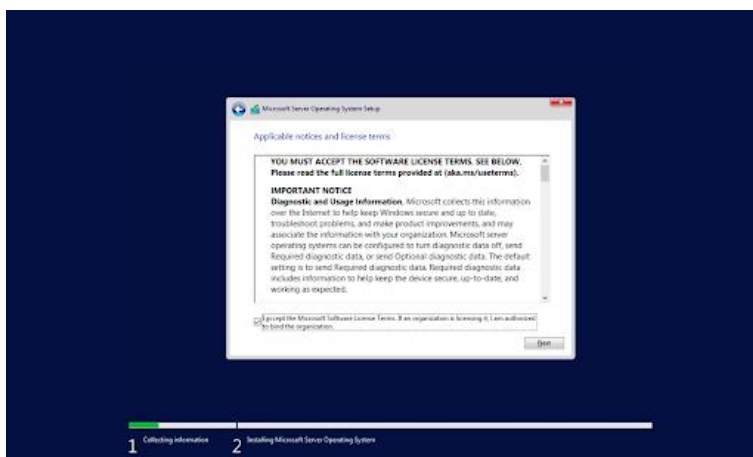 Microsoft Server Operating System Setup
Applicable notices and license terms
YOU MUST ACCEPT THE SOFTWARE LICENSE TERMS. SEE BELOW.
Please read the full license terms provided at (aka.ms/useterms).
IMPORTANT NOTICE
Diagnostic and Usage Information. Microsoft collects this information
over the Internet to help keep Windows secure and up to date,
troubleshoot problems, and make product improvements, and may
associate the information with your organization. Microsoft server
operating systems can be configured to turn diagnostic data off, send
Required diagnostic data, or send Optional diagnostic data. The default
setting is to send Required diagnostic data. Required diagnostic data
includes information to help keep the device secure, up-to-date, and
working as expected.
I accept the Microsoft Software License Terms. If an organization is licensing it, I am authorized
to bind the organization.
Next
1 Collecting information
2 Installing Microsoft Server Operating System